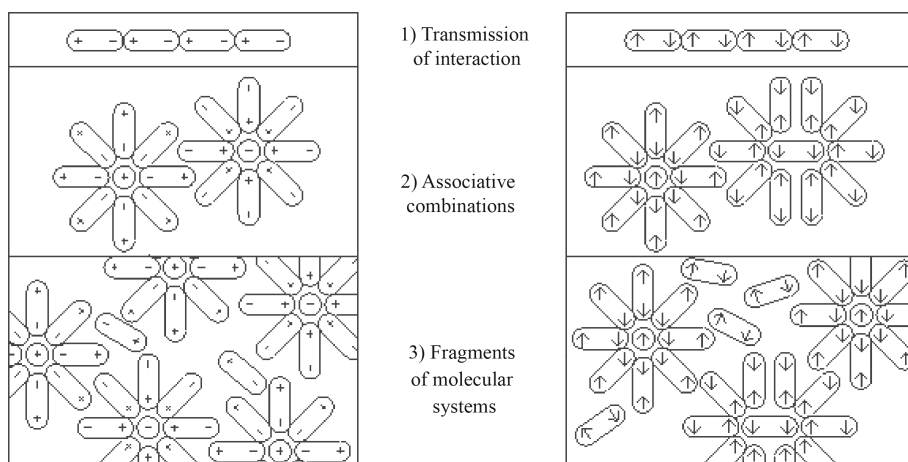 1) Transmission
of interaction
2) Associative
combinations
3) Fragments
of molecular
systems